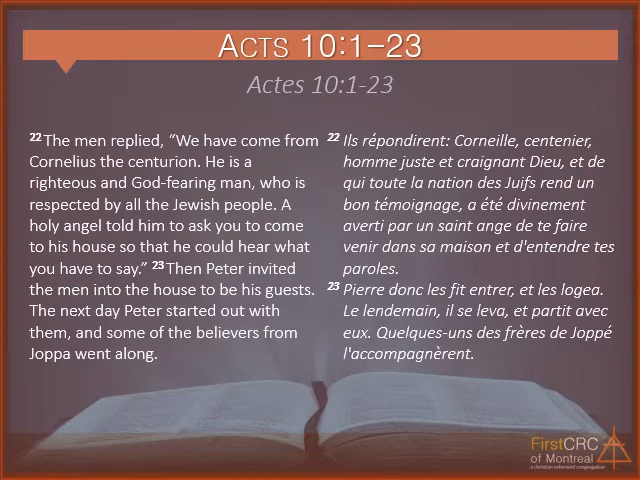 ACTS 10:1-23
Actes 10:1-23
22 The men replied, “We have come from
Cornelius the centurion. He is a
righteous and God-fearing man, who is
respected by all the Jewish people. A
holy angel told him to ask you to come
to his house so that he could hear what
you have to say.” 23 Then Peter invited
the men into the house to be his guests.
The next day Peter started out with
them, and some of the believers from
Joppa went along.
22 Ils répondirent: Corneille, centenier,
homme juste et craignant Dieu, et de
qui toute la nation des Juifs rend un
bon témoignage, a été divinement
averti par un saint ange de te faire
venir dans sa maison et d'entendre tes
paroles.
23 Pierre donc les fit entrer, et les logea.
Le lendemain, il se leva, et partit avec
eux. Quelques-uns des frères de Joppé
l'accompagnèrent.
FirstCRC
of Montreal
a christian reformed congregation